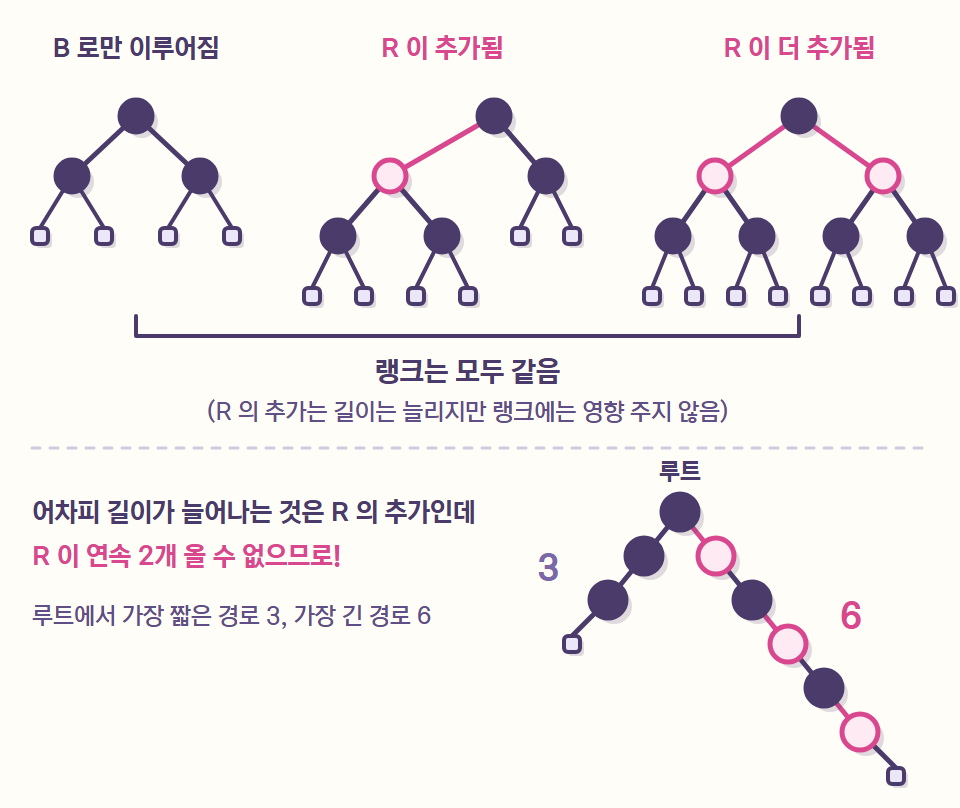 B 로만 이루어짐
R 이 추가됨
R 이 더 추가됨
랭크는 모두 같음
(R 의 추가는 길이는 늘리지만 랭크에는 영향 주지 않음)
루트
어차피 길이가 늘어나는 것은 R 의 추가인데
R 이 연속 2개 올 수 없으므로!
3
루트에서 가장 짧은 경로 3, 가장 긴 경로 6
6